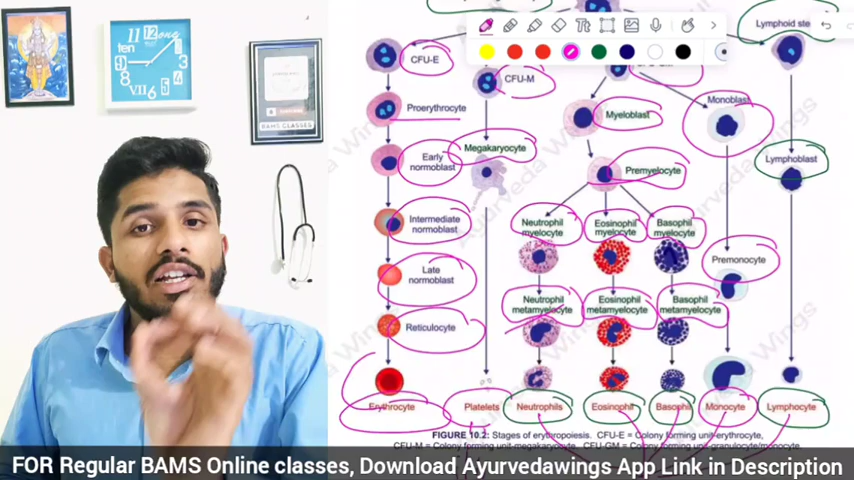 Lymphoid ste
CFU-E
CFU-M
Proerythrocyte
Monoblast
Myeloblast
Megakaryocyte
Early
normoblast
Lymphoblast
Premyelocyte
Intermediate
normoblast
Neutrophil
myelocyte
Eosinophil
myelocyte
Basophil
myelocyte
Premonocyte
Late
normoblast
Neutrophil
metamyelocyte
Eosinophil
metamyelocyte
Basophil
metamyelocyte
Reticulocyte
Erythrocyte
Platelets
Neutrophils
Eosinophil
Basophil
Monocyte
Lymphocyte
FIGURE 10.2: Stages of erythropoiesis. CFU-E = Colony forming unit-erythrocyte,
CFU-M = Colony forming unit-megakaryocyte, CFU-GM = Colony forming unit-granulocyte/monocyte.
BAMS CLASSES
FOR Regular BAMS Online classes, Download Ayurvedawings App Link in Description